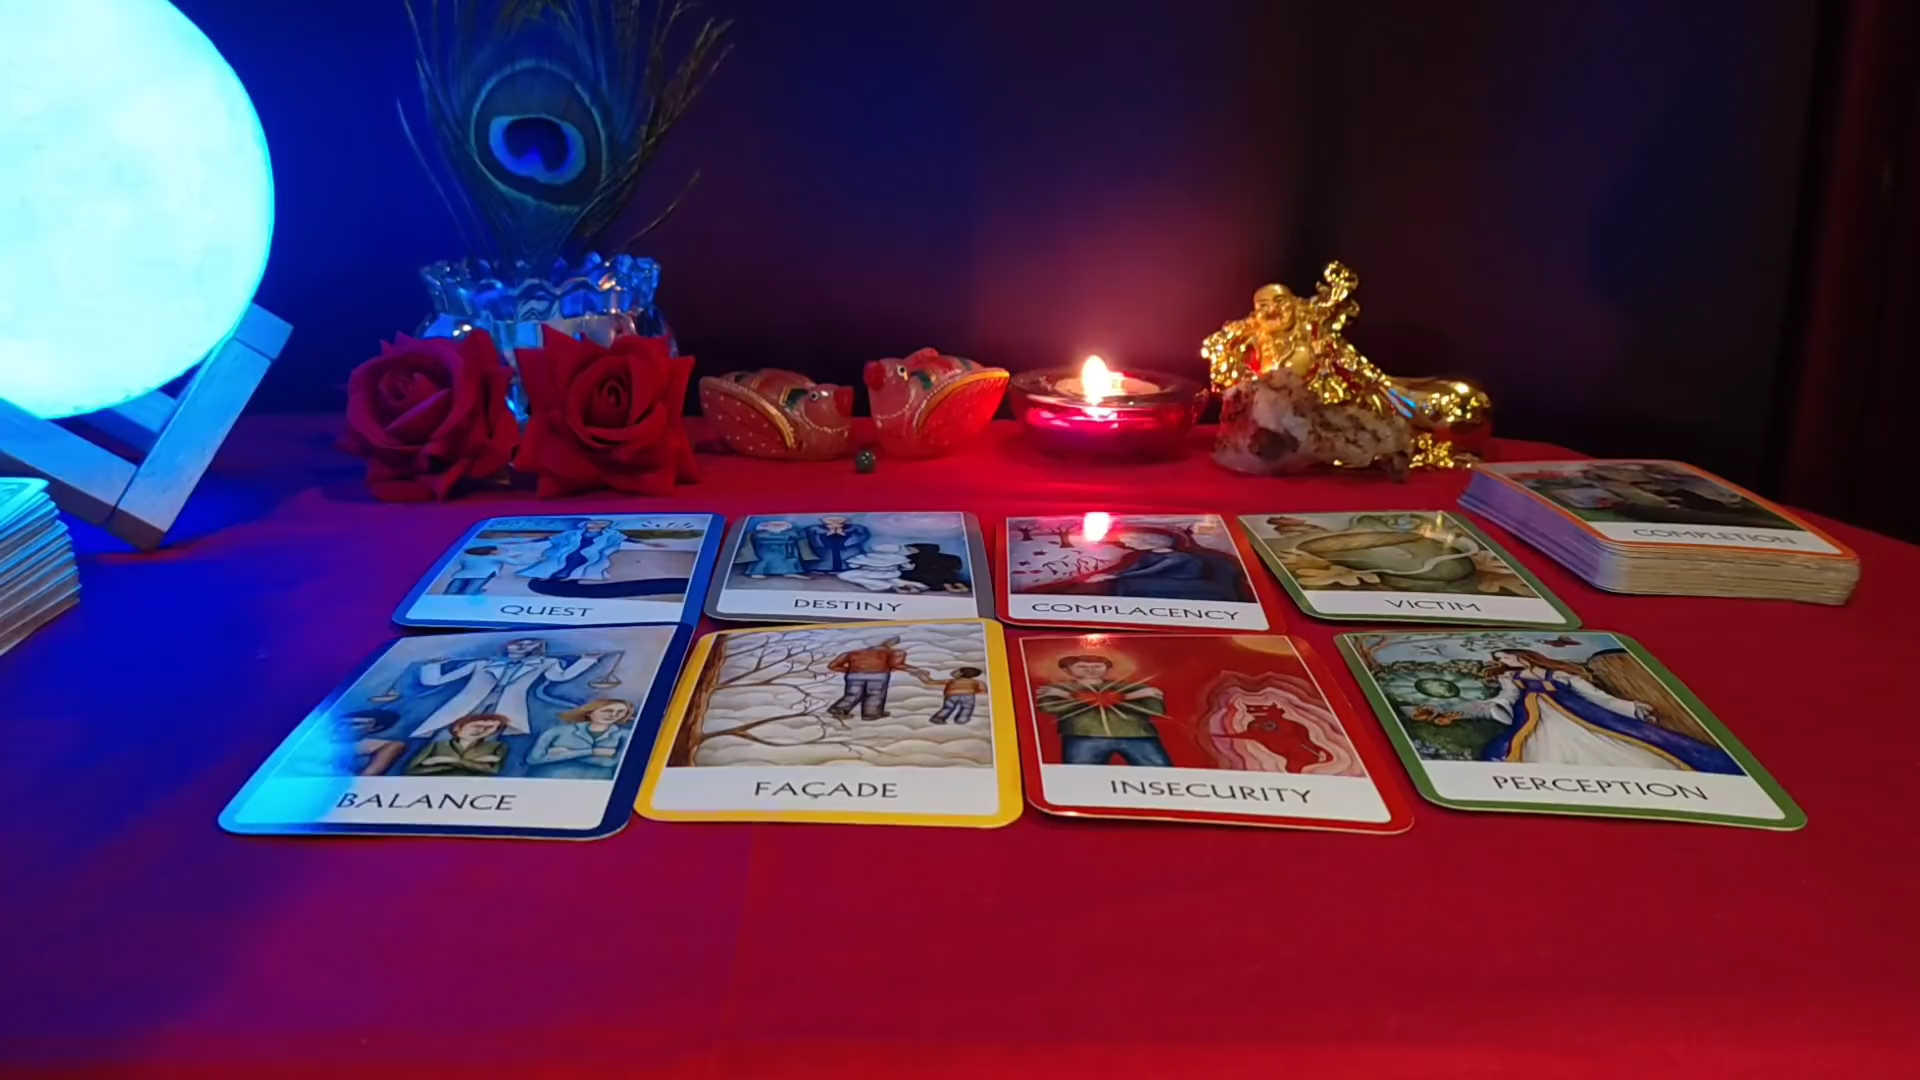 QUEST
DESTINY
COMPLACENCY
VICTIM
COMPLETION
BALANCE
FAÇADE
INSECURITY
PERCEPTION